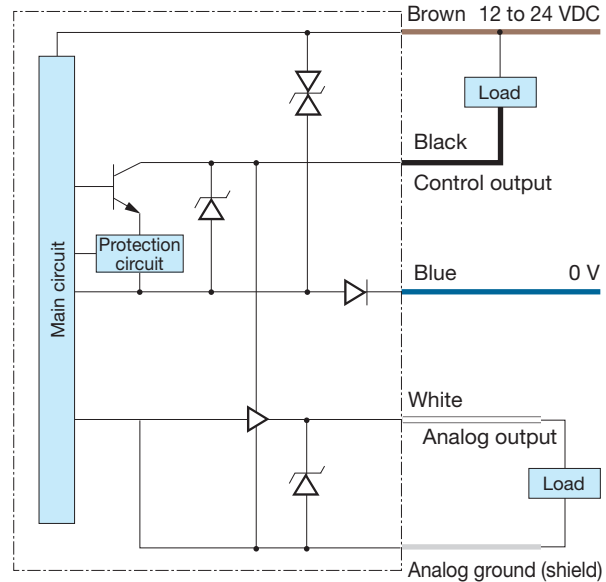 Brown 12 to 24 VDC
Load
Black
Control output
Protection
circuit
Main circuit
Blue 0 V
White
Analog output
Load
Analog ground (shield)